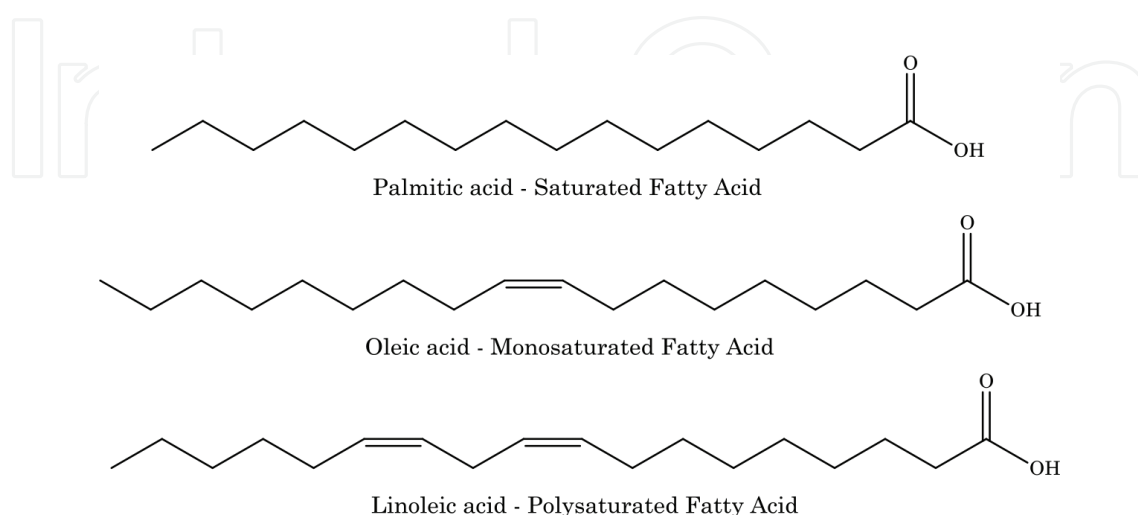 O
OH
Palmitic acid - Saturated Fatty Acid
O
OH
Oleic acid - Monosaturated Fatty Acid
O
OH
Linoleic acid - Polysaturated Fatty Acid